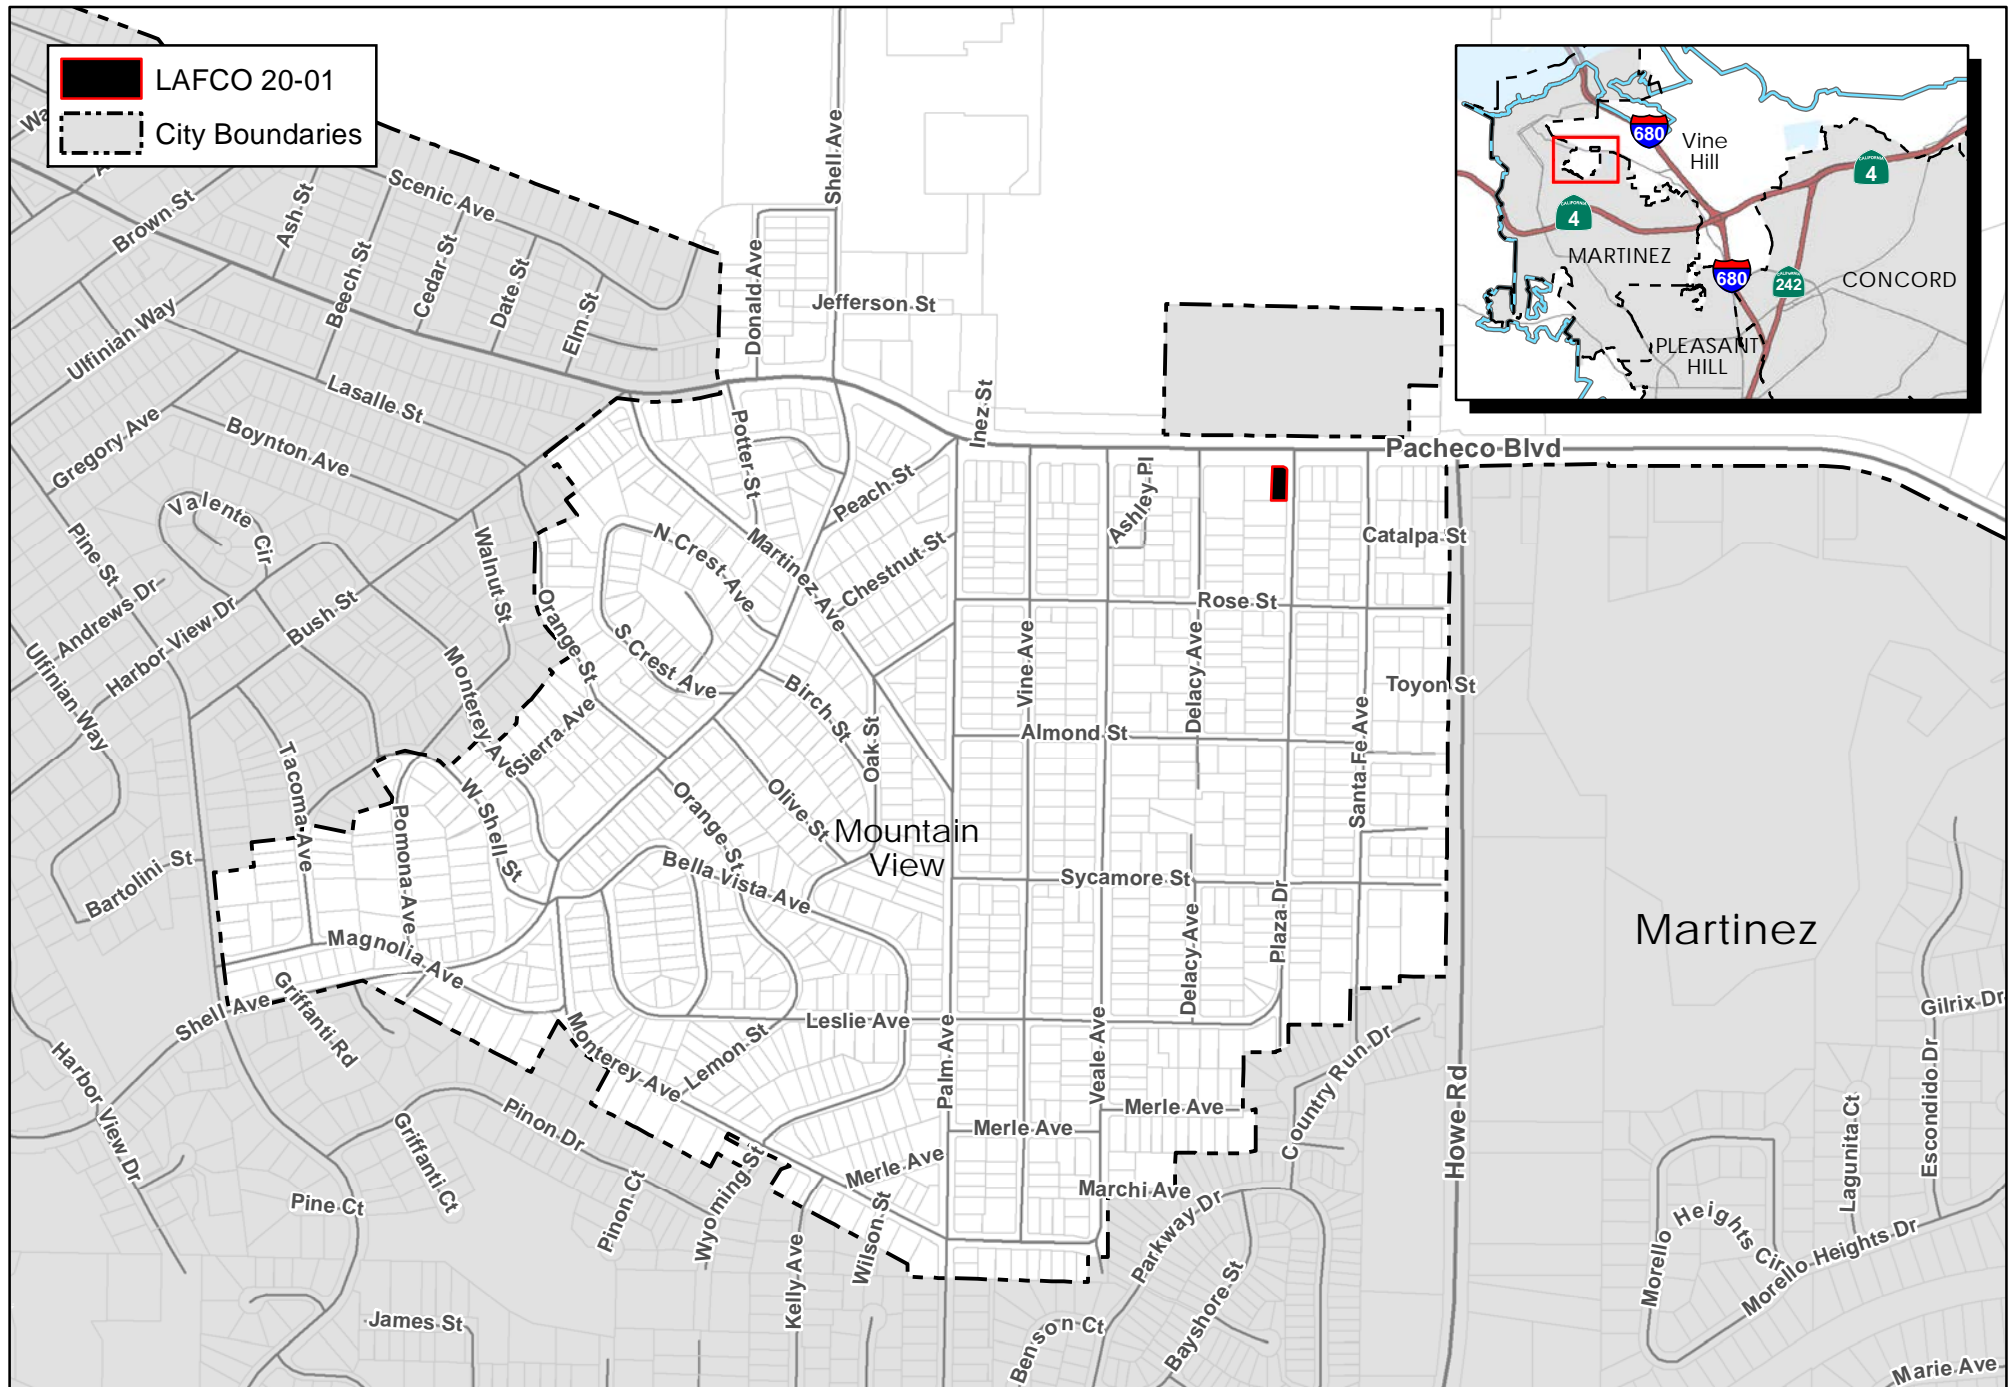 LAFCO 20-01
City Boundaries
680
Vine
Hill
CALIFORNIA
4
CALIFORNIA
4
MARTINEZ
680
CALIFORNIA
242
CONCORD
PLEASANT
HILL
Shell Ave
Scenic Ave
Brown St
Ash St
Beech St
Cedar St
Date St
Elm St
Donald Ave
Jefferson St
Ulfinian Way
Lasalle St
Gregory Ave
Boynton Ave
Potter St
Inez St
Pacheco Blvd
Peach St
Ashley Pl
Valente Cir
Pine St
Walnut St
N Crest Ave
Martinez Ave
Chestnut St
Catalpa St
Andrews Dr
Harbor View Dr
Bush St
Orange St
S Crest Ave
Rose St
Ulfinian Way
Monterey Ave
Sierra Ave
Birch St
Oak St
Vine Ave
Delacy Ave
Toyon St
Almond St
Santa Fe Ave
Tacoma Ave
Pomona Ave
W Shell St
Orange St
Olive St
Mountain
View
Bella Vista Ave
Sycamore St
Bartolini St
Magnolia Ave
Delacy Ave
Plaza Dr
Martinez
Shell Ave
Griffanti Rd
Monterey Ave
Lemon St
Leslie Ave
Palm Ave
Veale Ave
Country Run Dr
Howe Rd
Gilrix Dr
Escondido Dr
Lagunita Ct
Harbor View Dr
Griffanti Ct
Pinon Dr
Merle Ave
Merle Ave
Merle Ave
Pine Ct
Pinon Ct
Wyoming St
Kelly Ave
Wilson St
Marchi Ave
Parkway Dr
Bayshore St
Benson Ct
James St
Morello Heights Cir
Morello Heights Dr
Marie Ave